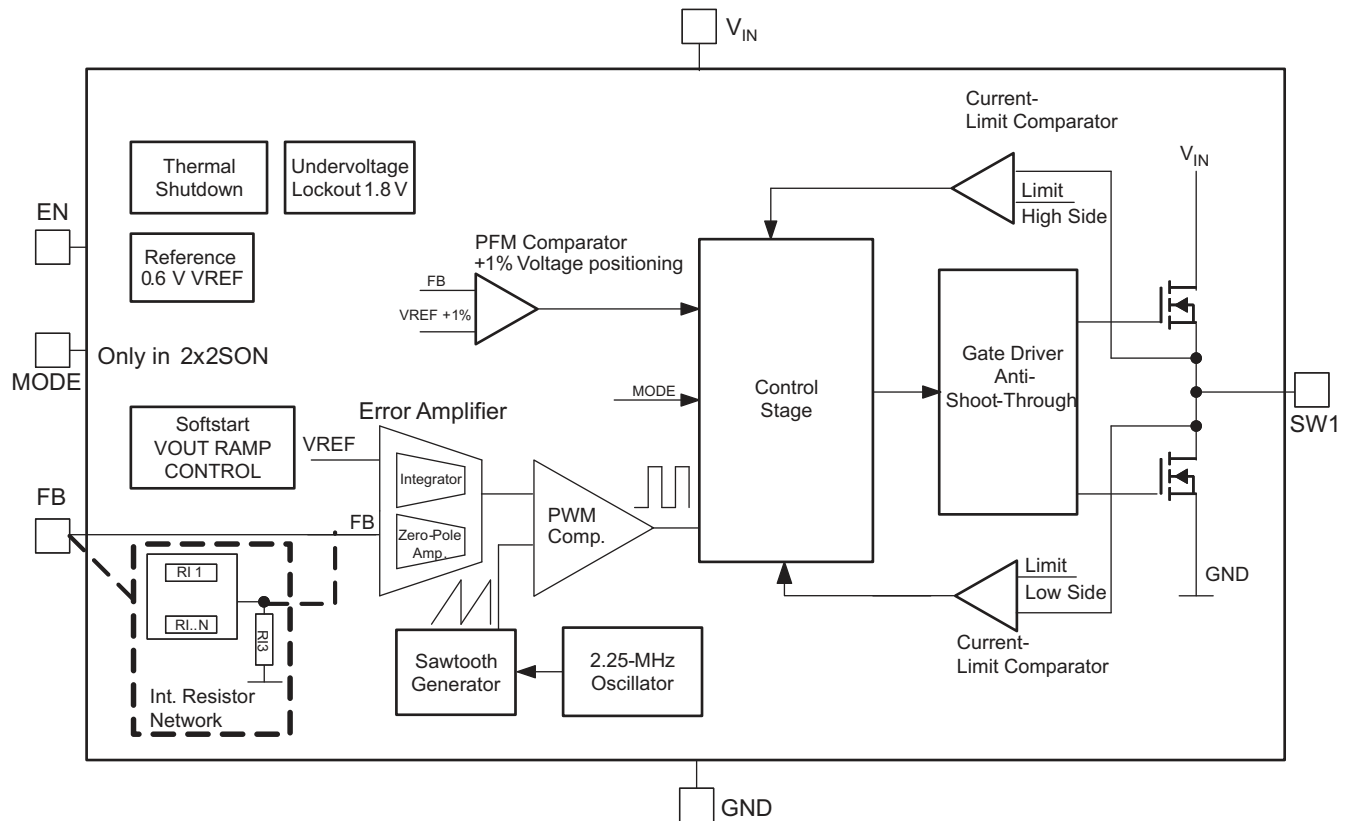 VIN
Current-
Limit Comparator
VIN
Thermal
Shutdown
Undervoltage
Lockout 1.8 V
Limit
High Side
EN
Reference
0.6 V VREF
PFM Comparator
+1% Voltage positioning
FB
VREF +1%
MODE
Only in 2x2SON
Control
Stage
Gate Driver
Anti-
Shoot-Through
MODE
SW1
Softstart
VOUT RAMP
CONTROL
Error Amplifier
VREF
Integrator
FB
FB
Zero-Pole
Amp.
PWM
Comp.
RI 1
RI..N
RI3
Int. Resistor
Network
Sawtooth
Generator
2.25-MHz
Oscillator
Limit
Low Side
GND
Current-
Limit Comparator
GND